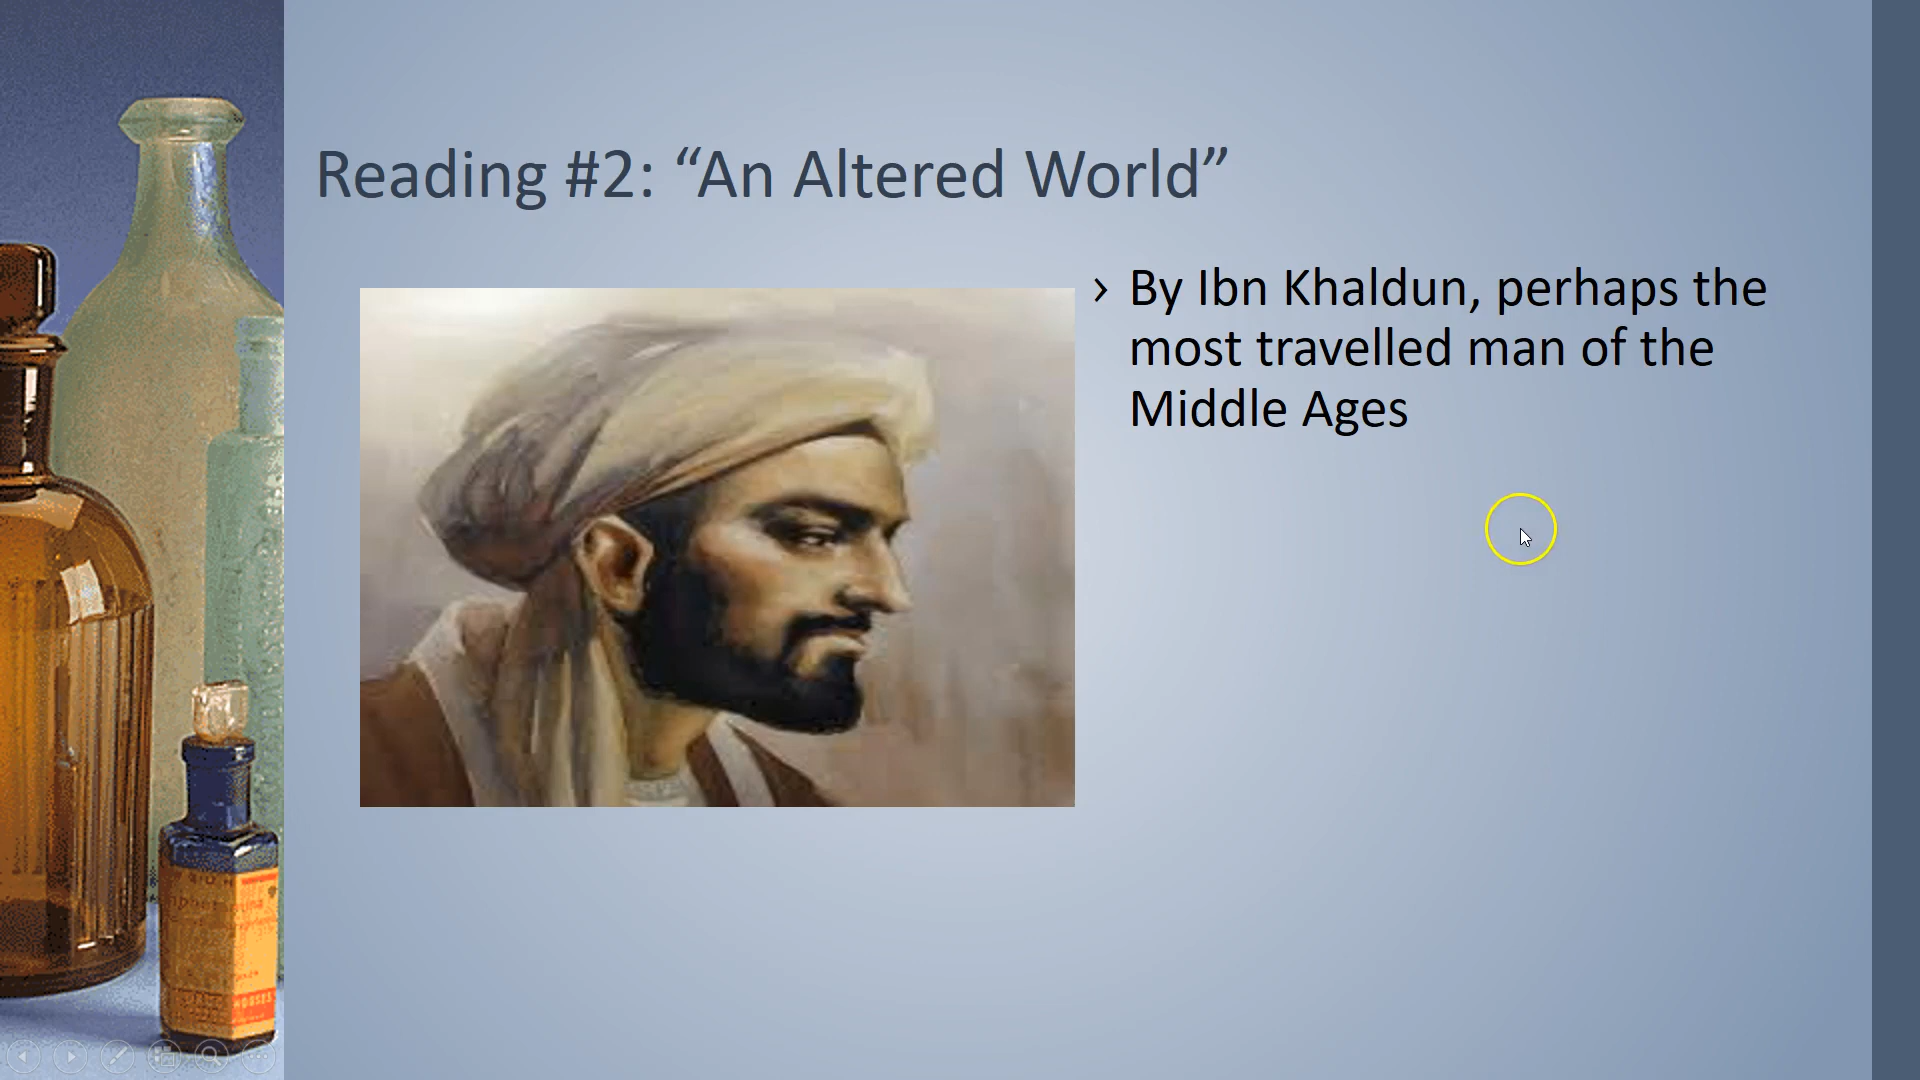 Reading #2: “An Altered World”
› By Ibn Khaldun, perhaps the
most travelled man of the
Middle Ages